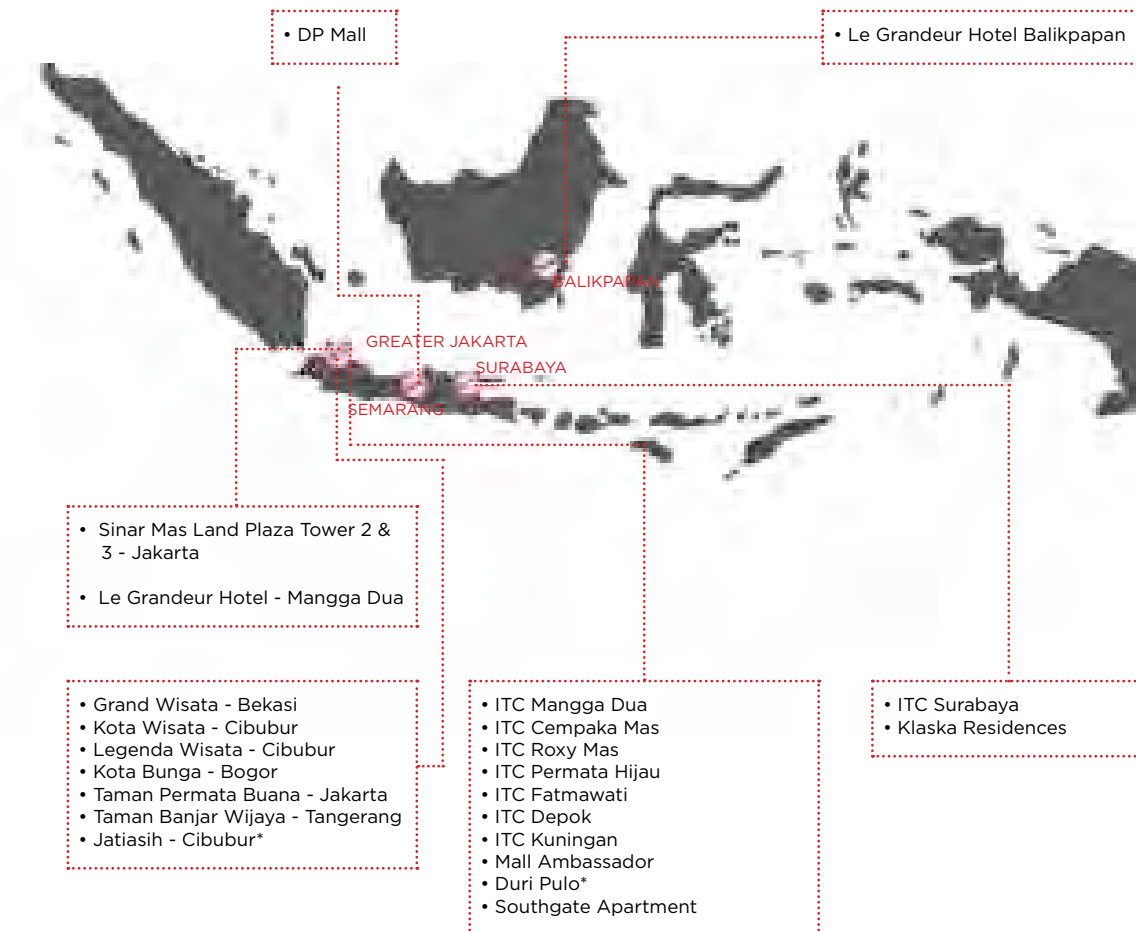 • DP Mall
• Le Grandeur Hotel Balikpapan
BALIKPAPAN
GREATER JAKARTA
SURABAYA
SEMARANG
• Sinar Mas Land Plaza Tower 2 &
3 - Jakarta
• Le Grandeur Hotel - Mangga Dua
• Grand Wisata - Bekasi
• Kota Wisata - Cibubur
• Legenda Wisata - Cibubur
• Kota Bunga - Bogor
• Taman Permata Buana - Jakarta
• Taman Banjar Wijaya - Tangerang
• Jatiasih - Cibubur*
• ITC Mangga Dua
• ITC Cempaka Mas
• ITC Roxy Mas
• ITC Permata Hijau
• ITC Fatmawati
• ITC Depok
• ITC Kuningan
• Mall Ambassador
• Duri Pulo*
• Southgate Apartment
• ITC Surabaya
• Klaska Residences